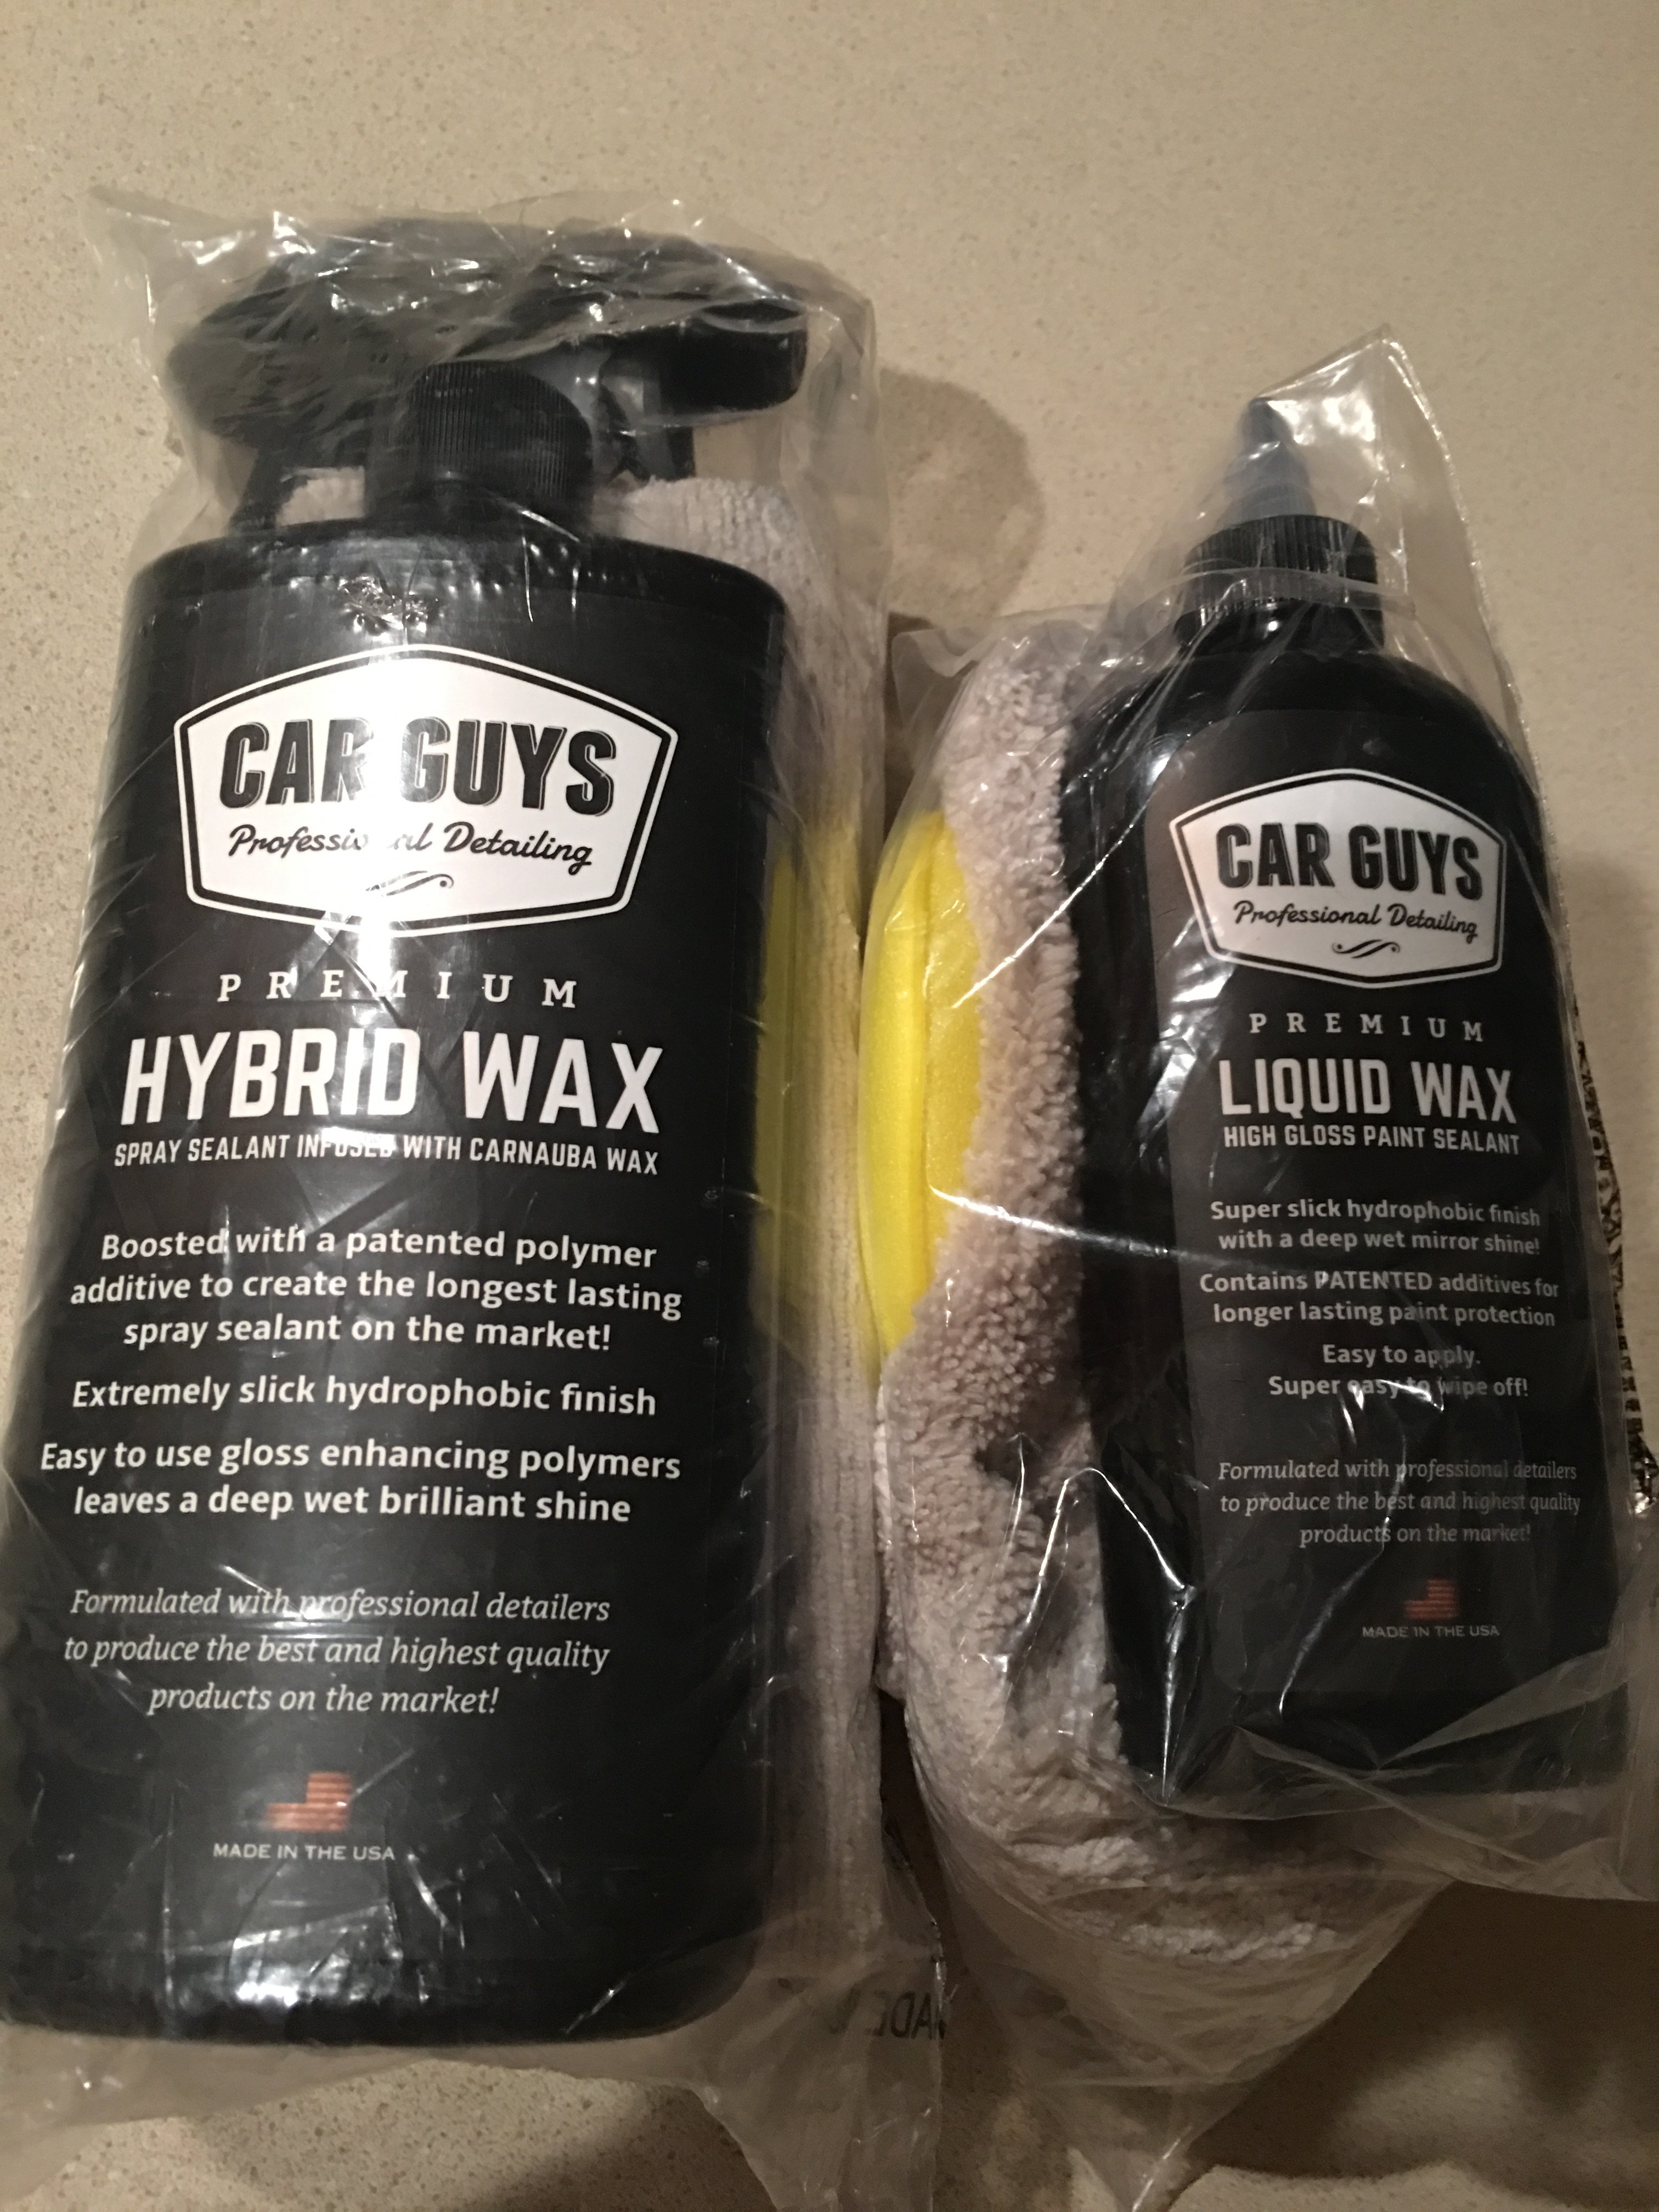 CAR GUYS
Professional Detailing
PREMIUM
HYBRID WAX
SPRAY SEALANT INFUSED WITH CARNAUBA WAX
Boosted with a patented polymer
additive to create the longest lasting
spray sealant on the market!
Extremely slick hydrophobic finish
Easy to use gloss enhancing polymers
leaves a deep wet brilliant shine
Formulated with professional detailers
to produce the best and highest quality
products on the market!
MADE IN THE USA
CAR GUYS
Professional Detailing
PREMIUM
LIQUID WAX
HIGH GLOSS PAINT SEALANT
Super slick hydrophobic finish
with a deep wet mirror shine!
Contains PATENTED additives for
longer lasting paint protection
Easy to apply.
Super easy to wipe off!
Formulated with professional detailers
to produce the best and highest quality
products on the market!
MADE IN THE USA